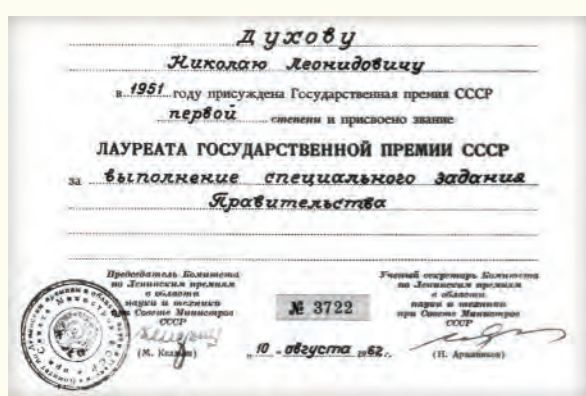 Духову
Николаю Леонидовичу
в 1951 году присуждена Государственная премия СССР
первой степени и присвоено звание
ЛАУРЕАТА ГОСУДАРСТВЕННОЙ ПРЕМИИ СССР
за выполнение специального задания
Правительства
Председатель Комитета
по Ленинским премиям
в области
науки и техники
при Совете Министров
СССР
(М. Келдыш)
№ 3722
„10 - августа 1962 г.
Ученый секретарь Комитета
по Ленинским премиям
в области
науки и техники
при Совете Министров
СССР
(Н. Аржанников)